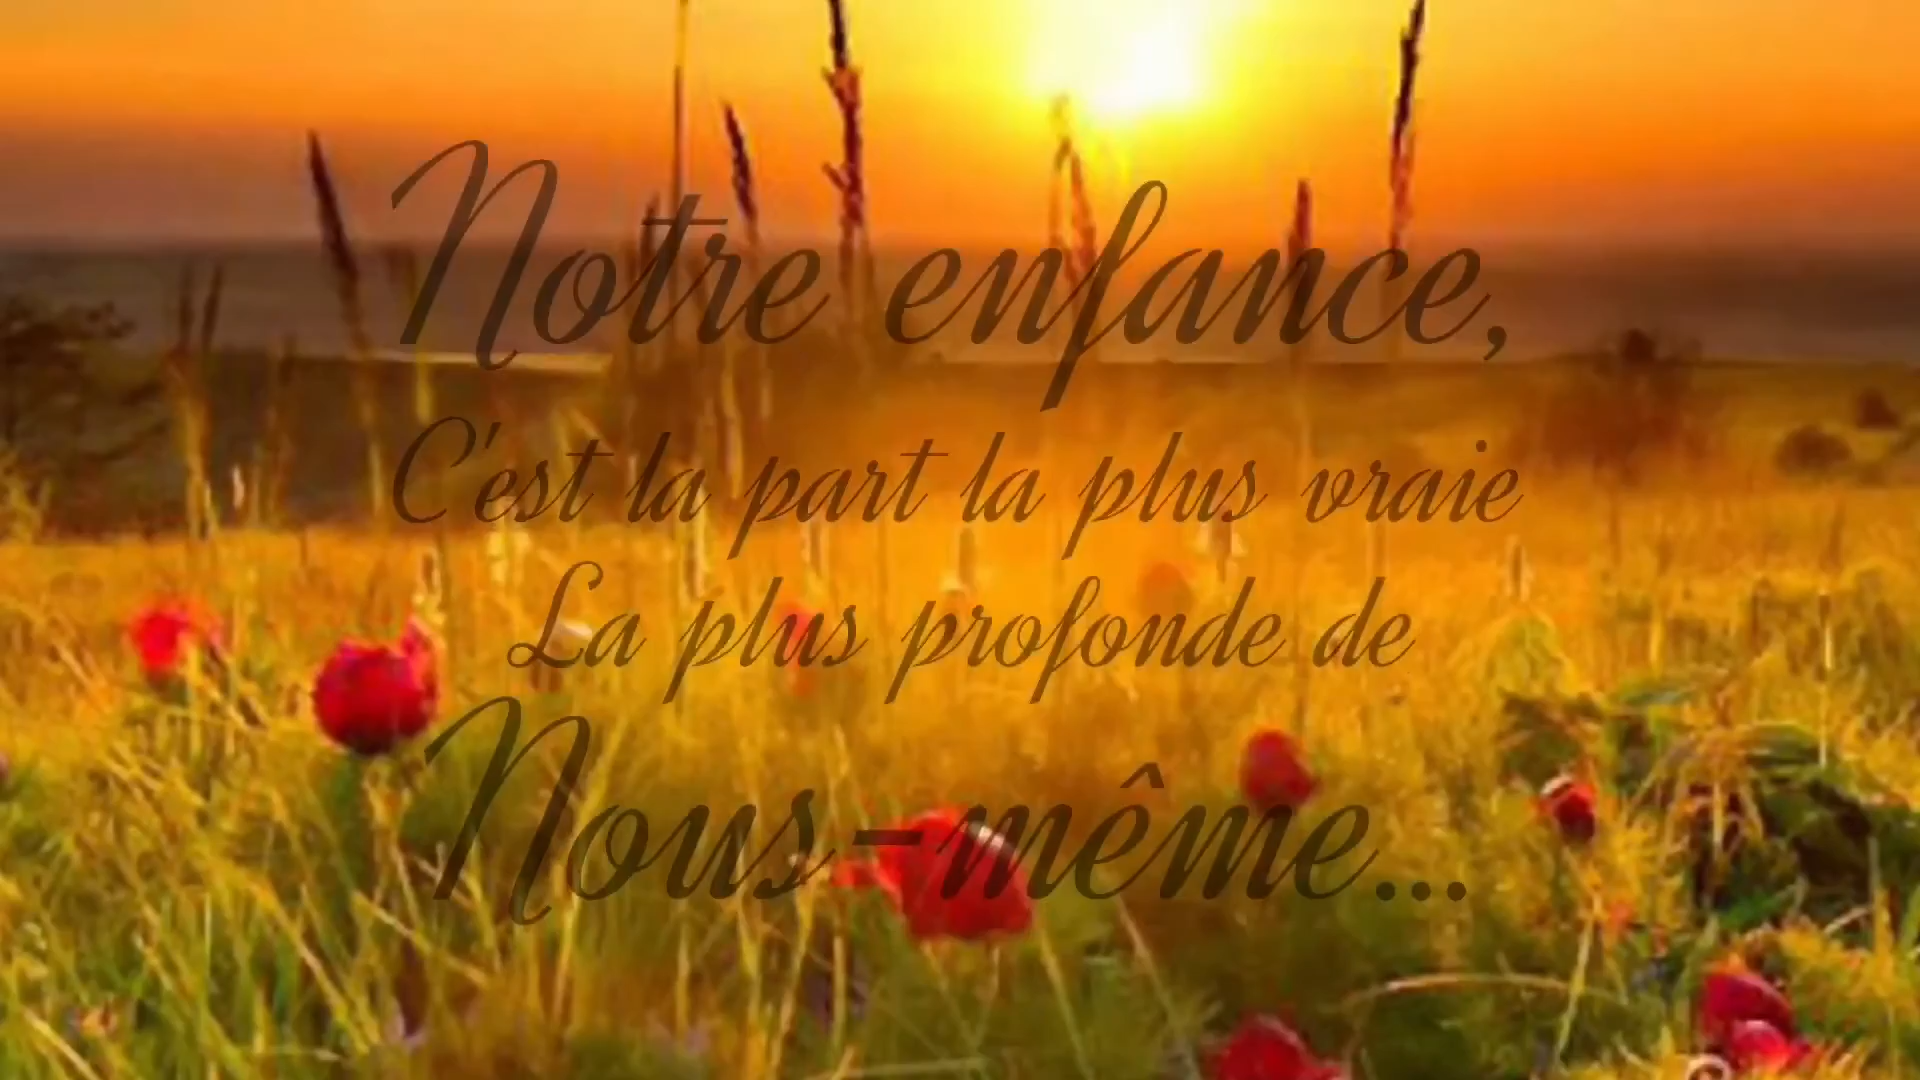 Notre enfance,
C'est la part la plus vraie
La plus profonde de
Nous-même...